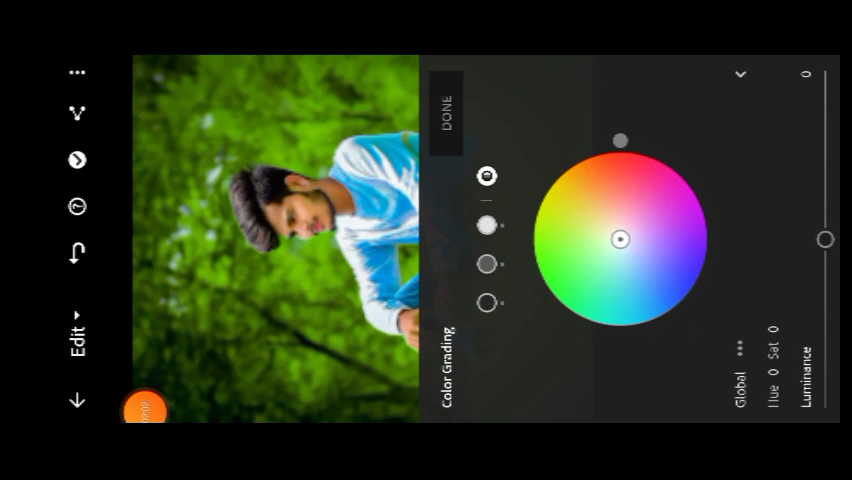 Edit
Color Grading
DONE
Global
Hue 0 Sat 0
Luminance 0